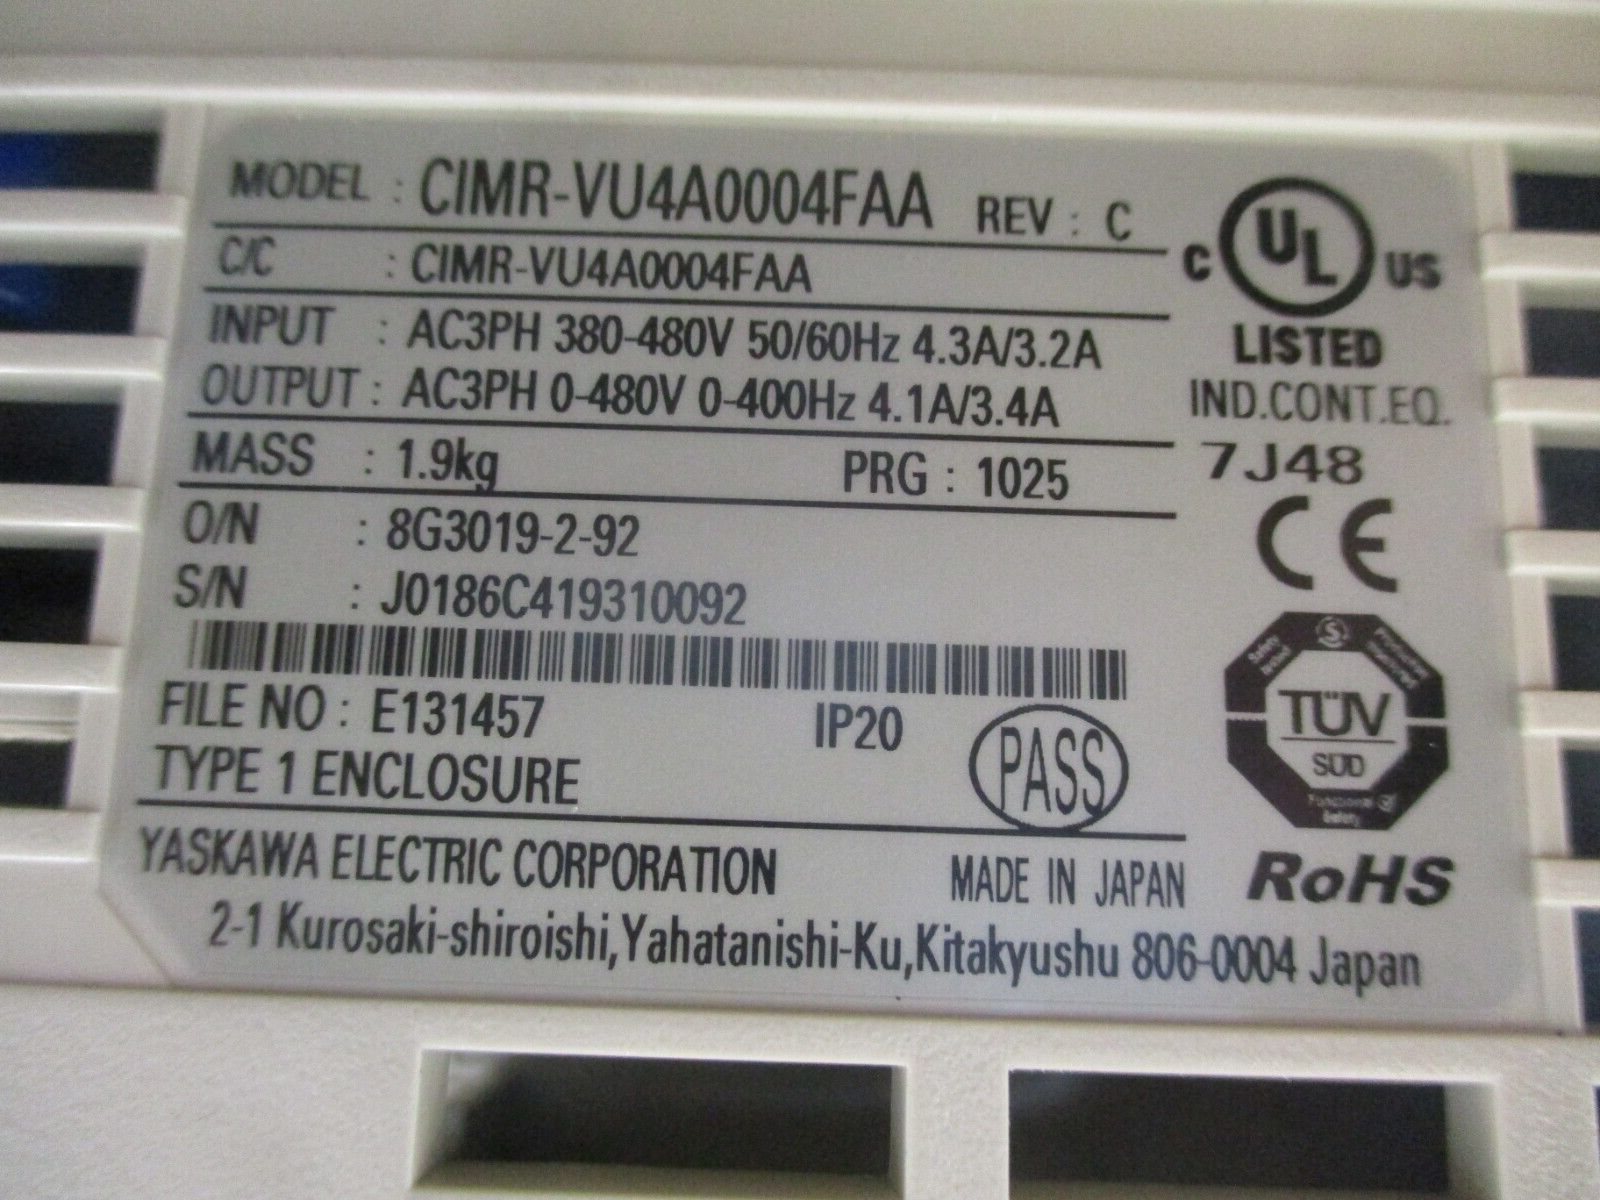 MODEL : CIMR-VU4A0004FAA REV : C
C/C : CIMR-VU4A0004FAA
INPUT : AC3PH 380-480V 50/60Hz 4.3A/3.2A
OUTPUT : AC3PH 0-480V 0-400Hz 4.1A/3.4A
MASS : 1.9kg PRG : 1025
O/N : 8G3019-2-92
S/N : J0186C419310092
FILE NO : E131457 IP20
PASS
TYPE 1 ENCLOSURE
YASKAWA ELECTRIC CORPORATION MADE IN JAPAN
2-1 Kurosaki-shiroishi,Yahatanishi-Ku,Kitakyushu 806-0004 Japan
C UL US
LISTED
IND.CONT.EQ.
7J48
CE
Safety
TÜV
SÜD
Functional
Safety
RoHS